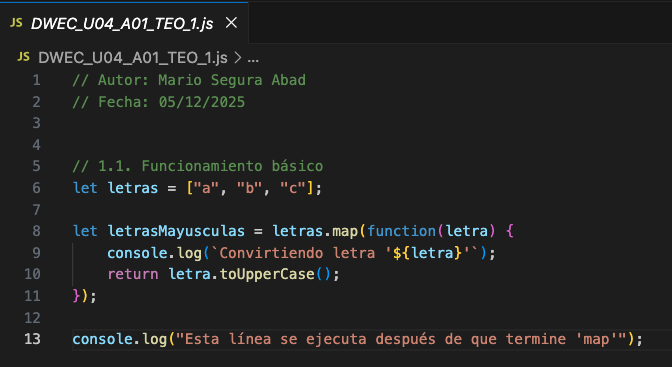 JS DWEC_U04_A01_TEO_1.js ×
JS DWEC_U04_A01_TEO_1.js > ...
1 // Autor: Mario Segura Abad
2 // Fecha: 05/12/2025
3
4
5 // 1.1. Funcionamiento básico
6 let letras = ["a", "b", "c"];
7
8 let letrasMayusculas = letras.map(function(letra) {
9     console.log(`Convirtiendo letra '${letra}'`);
10     return letra.toUpperCase();
11 });
12
13 console.log("Esta línea se ejecuta después de que termine 'map'");